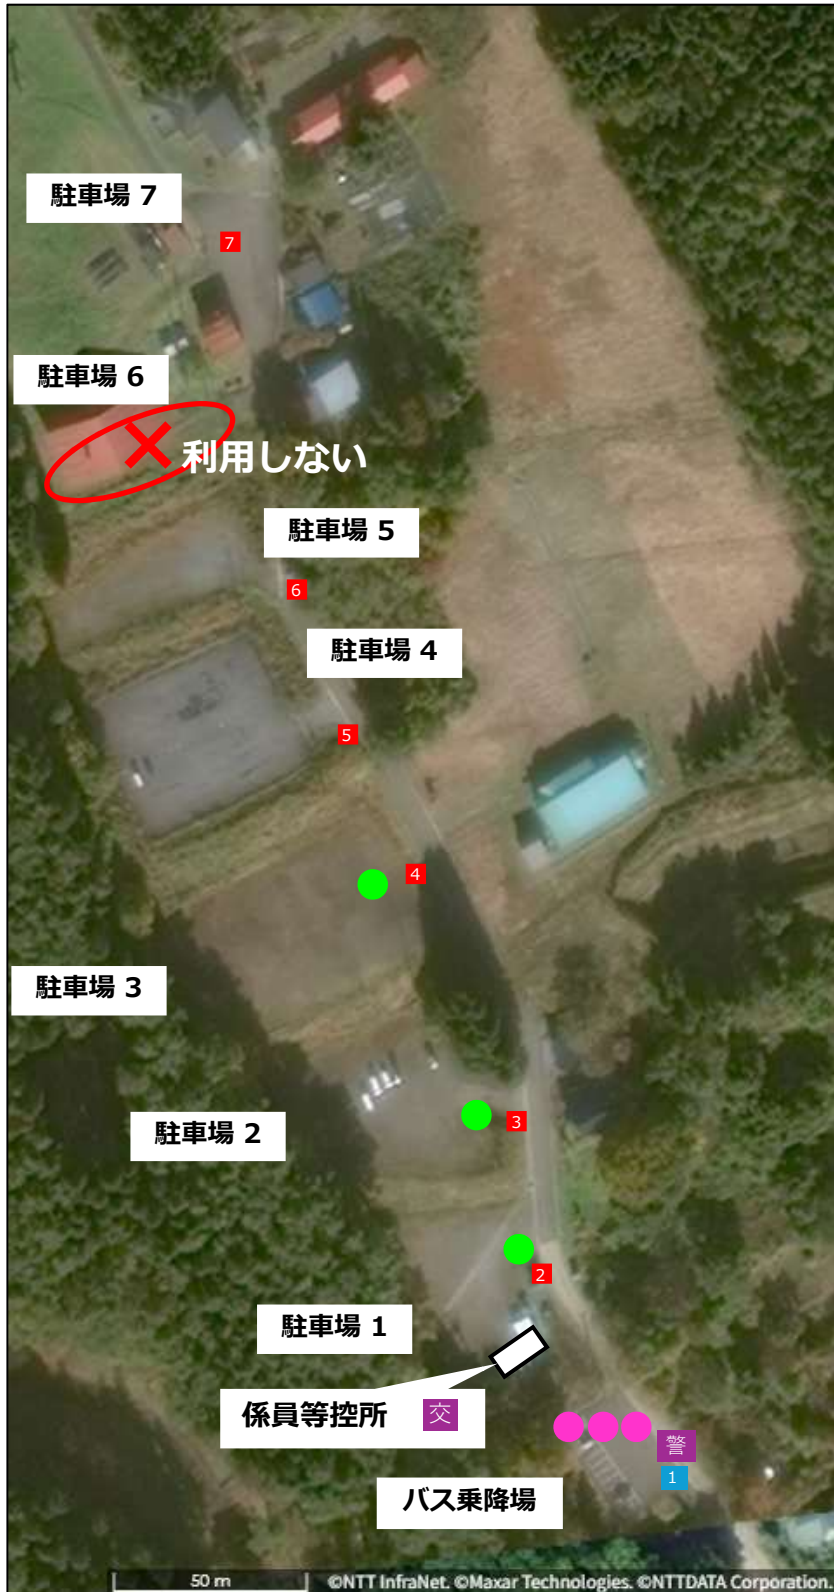 駐車場 7
7
駐車場 6
利用しない
駐車場 5
6
駐車場 4
5
4
駐車場 3
駐車場 2
3
2
駐車場 1
係員等控所 交
警
1
バス乗降場
50 m ©NTT InfraNet. ©Maxar Technologies. ©NTTDATA Corporation